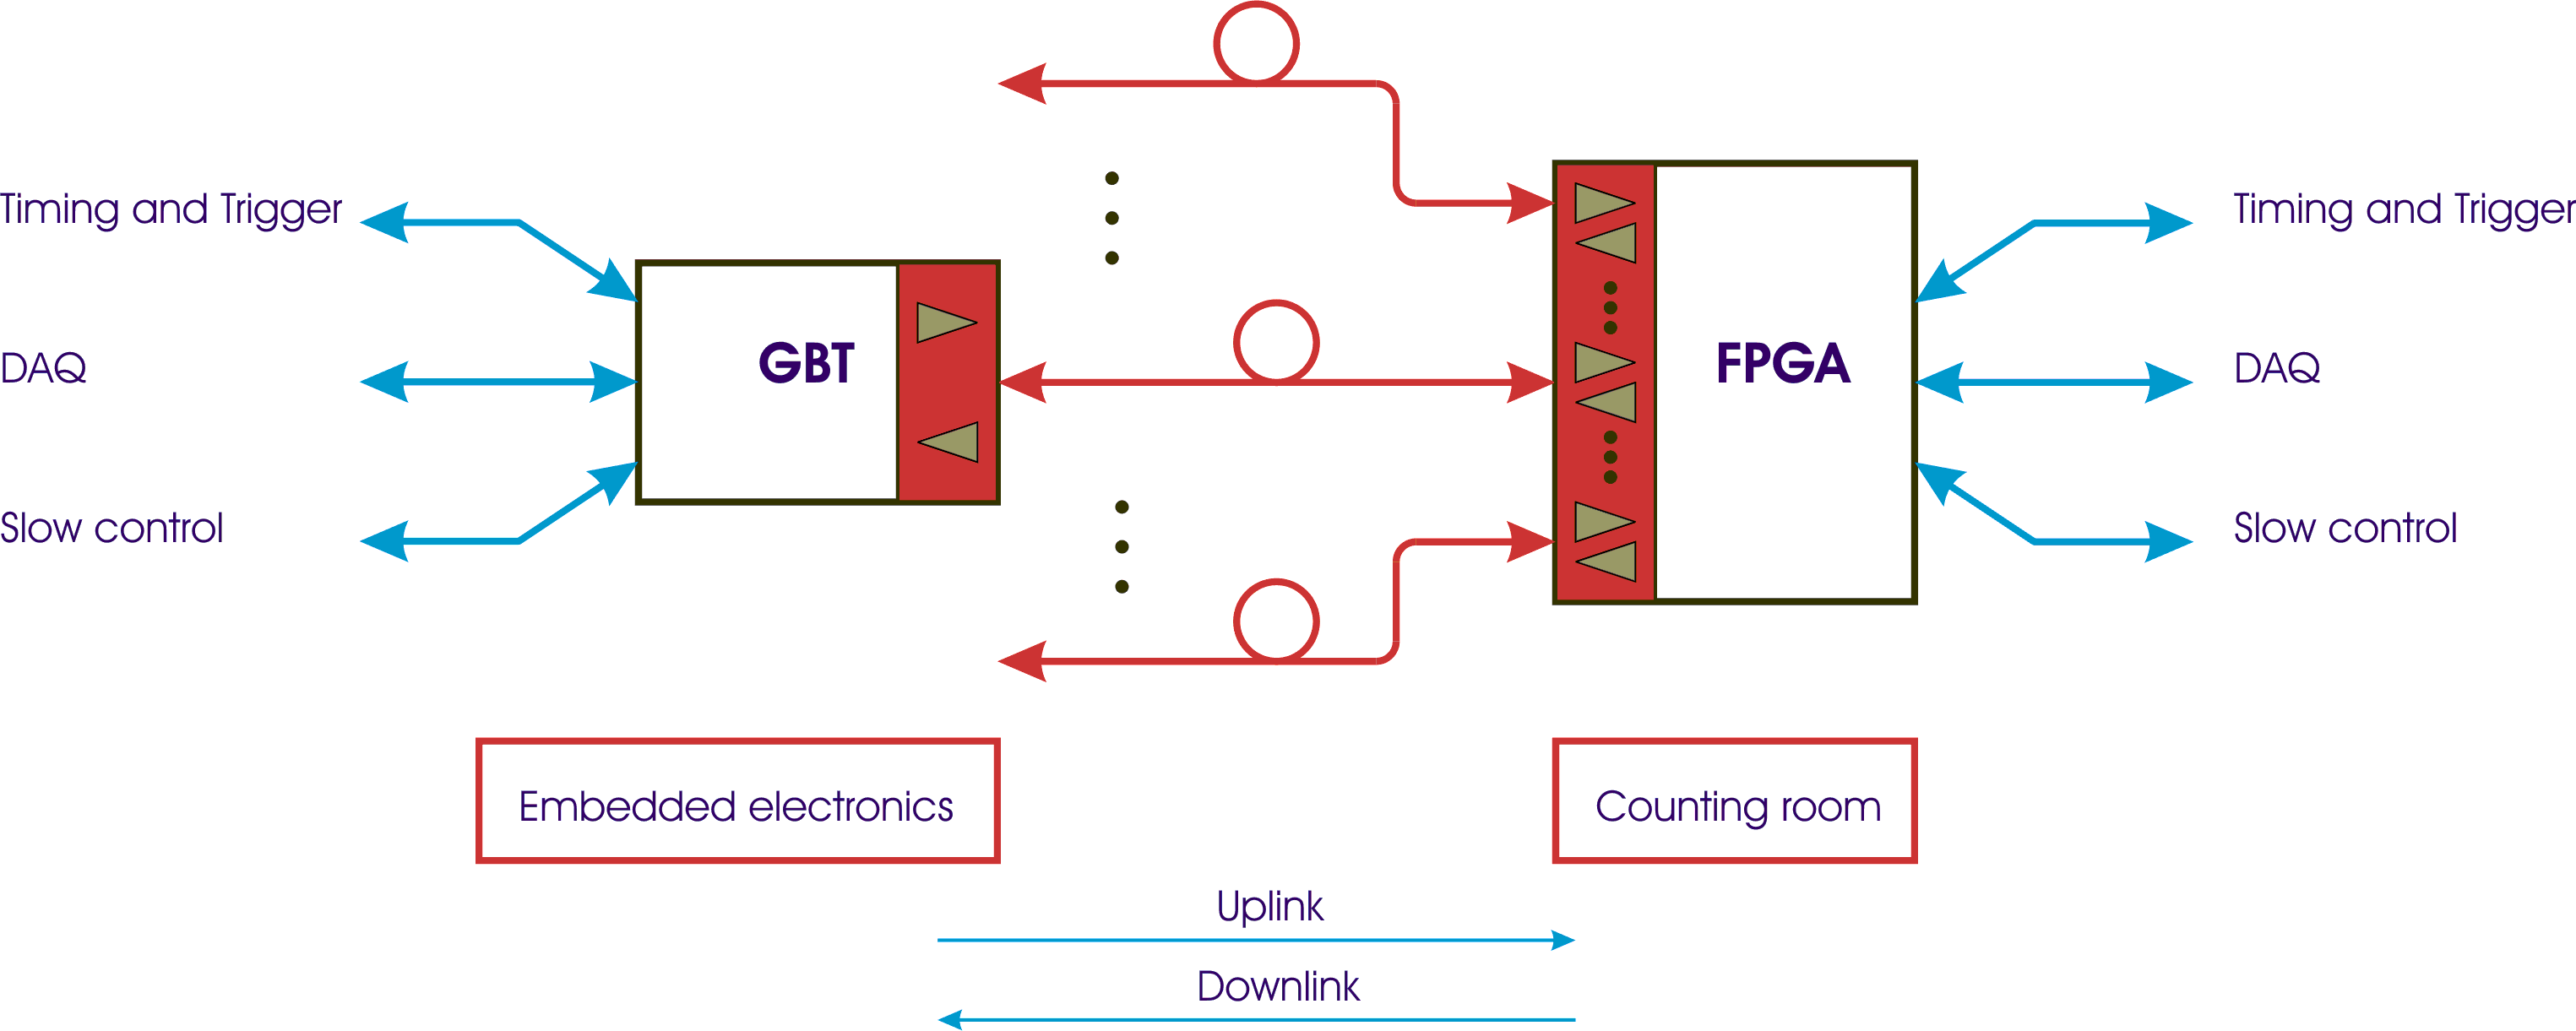 Timing and Trigger
DAQ
Slow control
GBT
FPGA
Timing and Trigger
DAQ
Slow control
Embedded electronics
Counting room
Uplink
Downlink